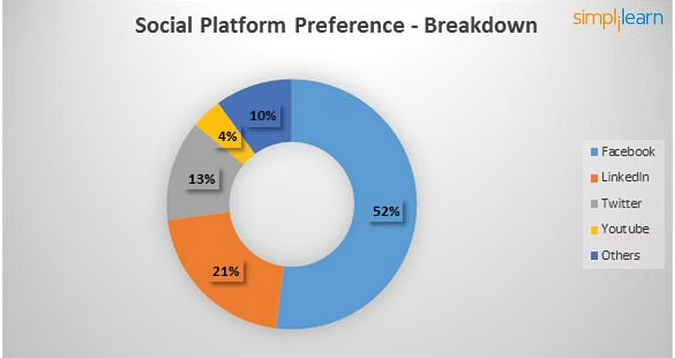 Social Platform Preference - Breakdown
simplilearn
10%
4%
13%
52%
21%
Facebook
LinkedIn
Twitter
Youtube
Others